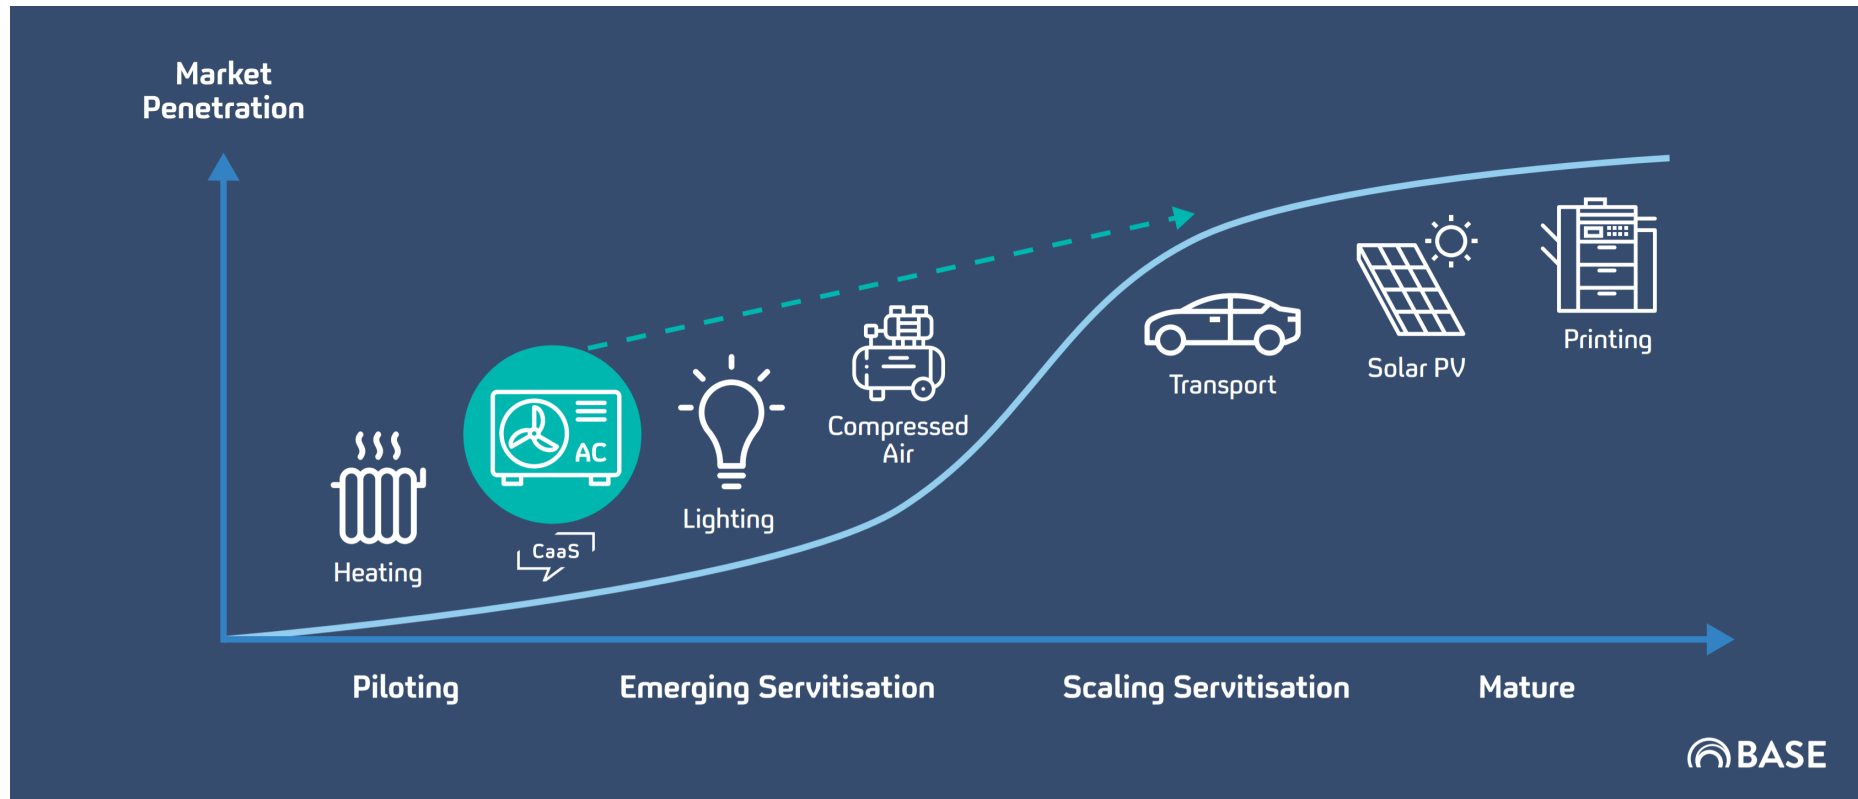 Market
Penetration
AC
CaaS
Heating
Lighting
Compressed
Air
Transport
Solar PV
Printing
Piloting
Emerging Servitisation
Scaling Servitisation
Mature
BASE